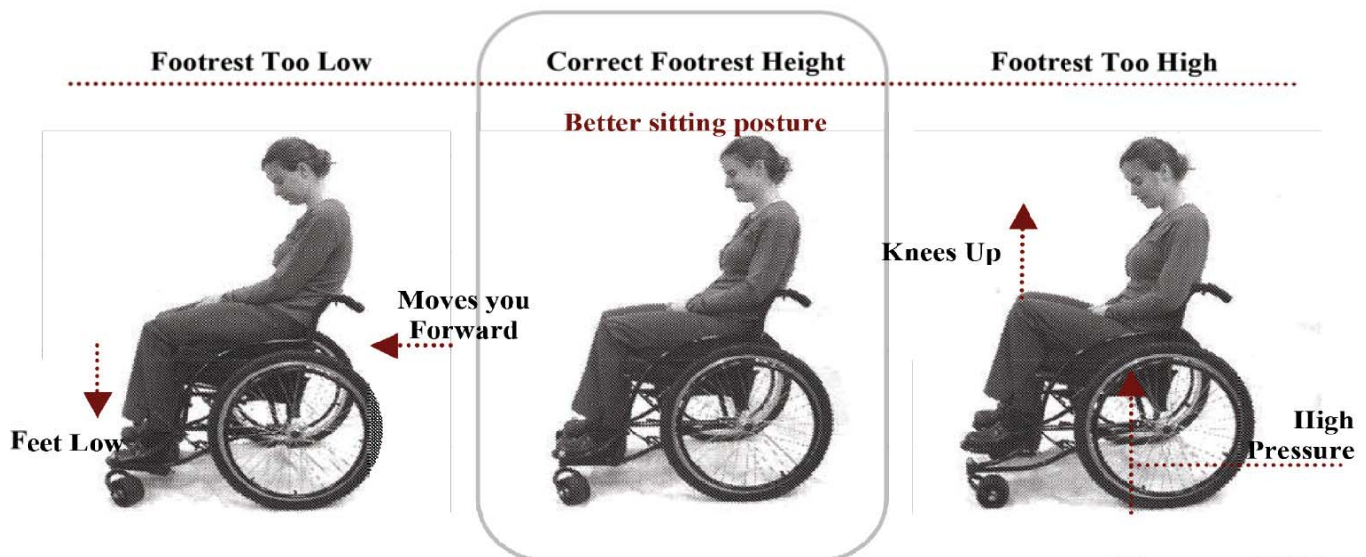 Footrest Too Low
Correct Footrest Height
Footrest Too High
Better sitting posture
Moves you
Forward
Feet Low
Knees Up
High
Pressure